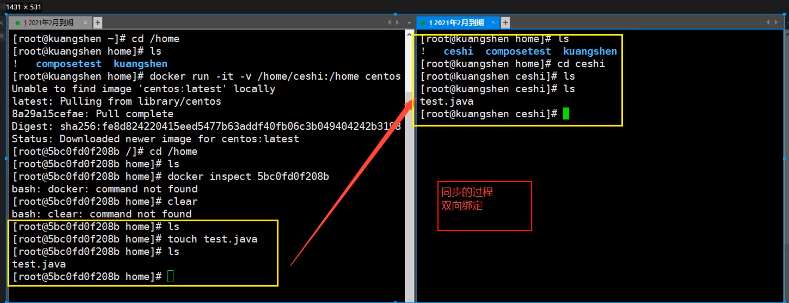 1431 × 531
1 2021年2月到期 × +
[root@kuangshen ~]# cd /home
[root@kuangshen home]# ls
! composetest kuangshen
[root@kuangshen home]# docker run -it -v /home/ceshi:/home centos
Unable to find image 'centos:latest' locally
latest: Pulling from library/centos
8a29a15cefae: Pull complete
Digest: sha256:fe8d824220415eed5477b63addf40fb06c3b049404242b31
Status: Downloaded newer image for centos:latest
[root@5bc0fd0f208b /]# cd /home
[root@5bc0fd0f208b home]# ls
[root@5bc0fd0f208b home]# docker inspect 5bc0fd0f208b
bash: docker: command not found
[root@5bc0fd0f208b home]# clear
bash: clear: command not found
[root@5bc0fd0f208b home]# ls
[root@5bc0fd0f208b home]# touch test.java
[root@5bc0fd0f208b home]# ls
test.java
[root@5bc0fd0f208b home]#
1 2021年2月到期 × +
[root@kuangshen home]# ls
! ceshi composetest kuangshen
[root@kuangshen home]# cd ceshi
[root@kuangshen ceshi]# ls
[root@kuangshen ceshi]# ls
test.java
[root@kuangshen ceshi]#
同步的过程
双向绑定